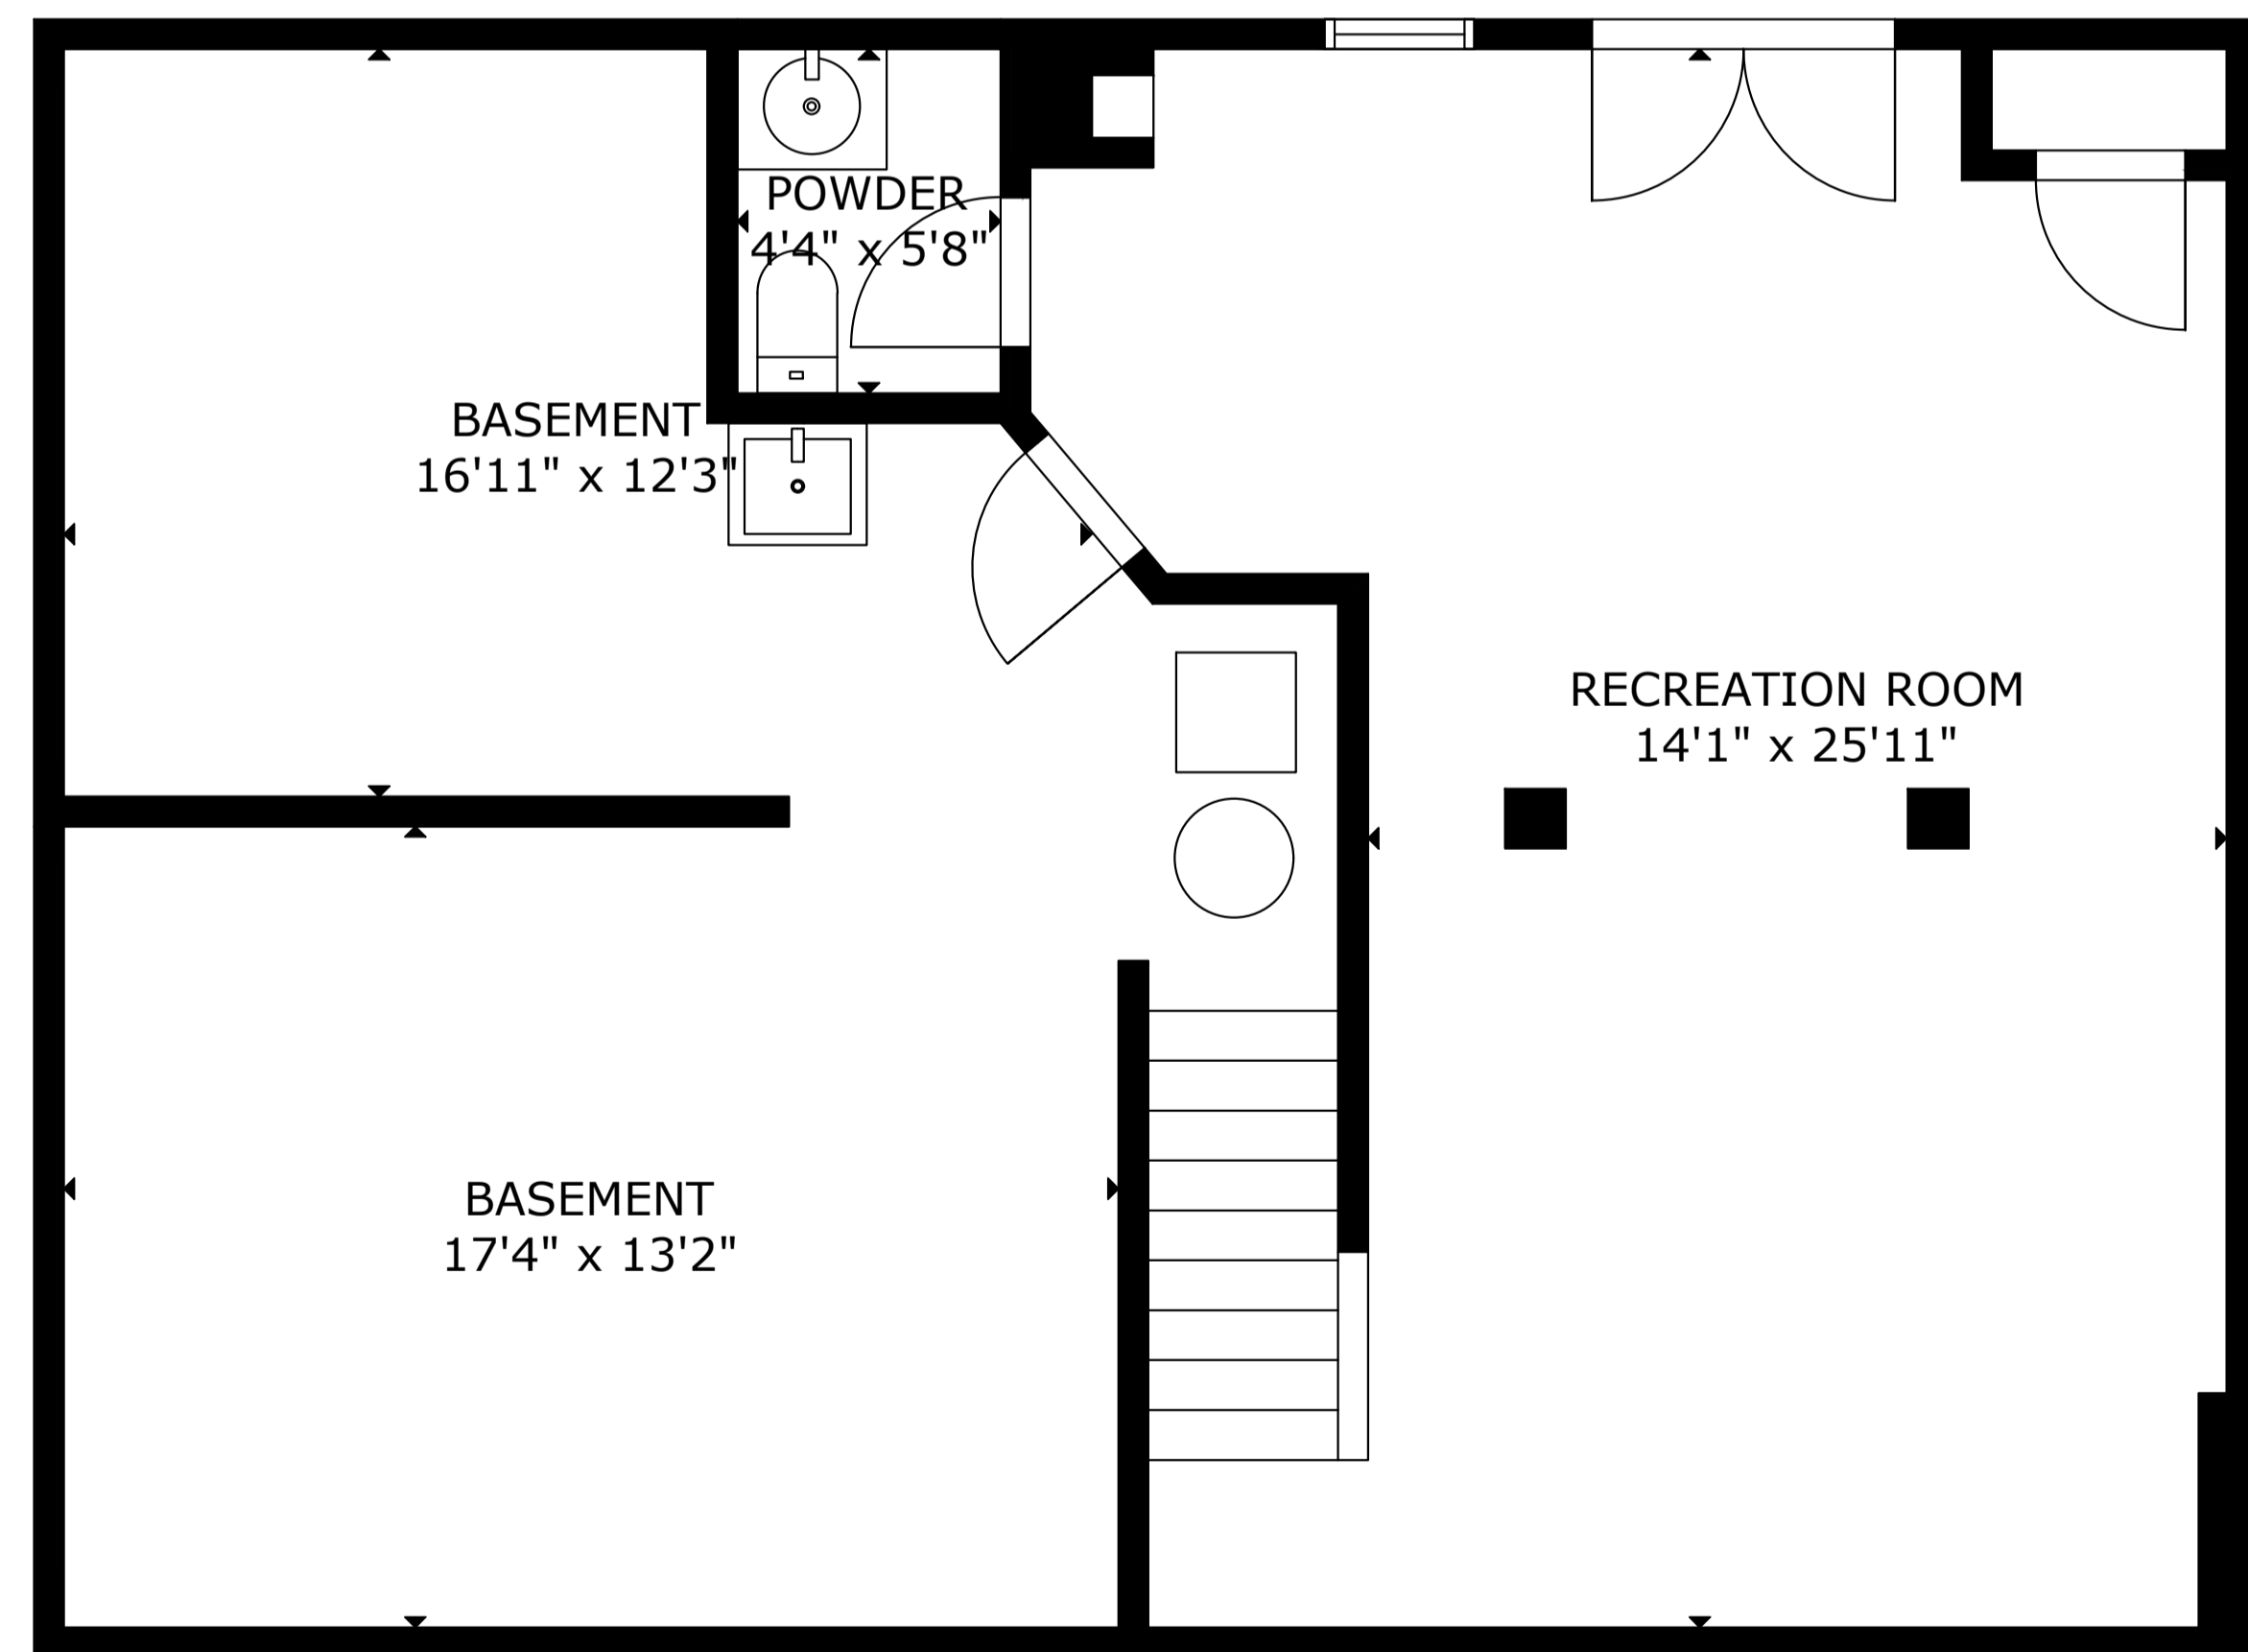 POWDER
4'4" x 5'8"
BASEMENT
16'11" x 12'3"
RECREATION ROOM
14'1" x 25'11"
BASEMENT
17'4" x 13'2"